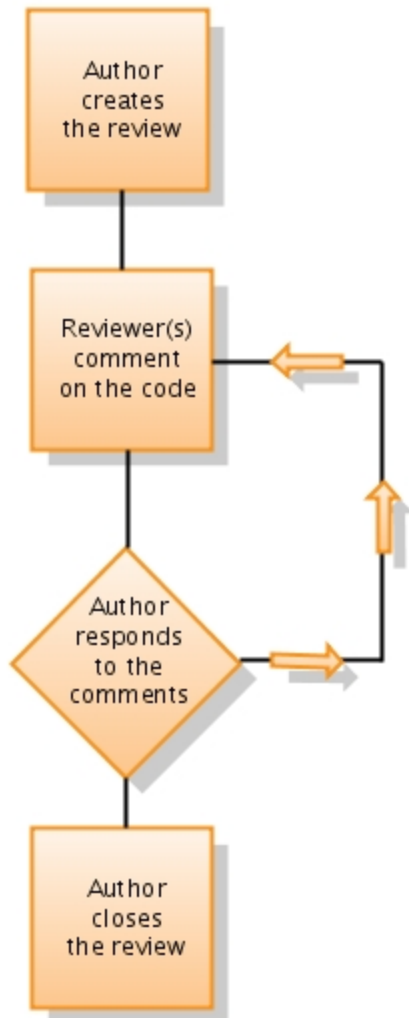 Author
creates
the review
Reviewer(s)
comment
on the code
Author
responds
to the
comments
Author
closes
the review